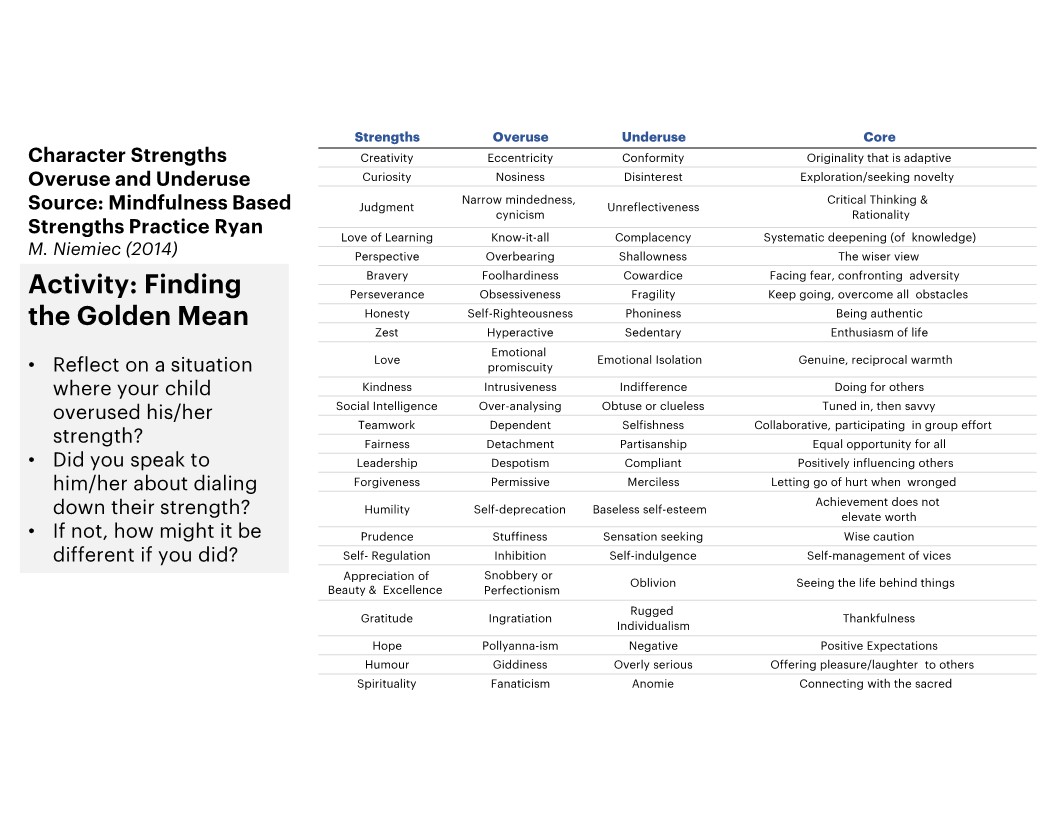 Character Strengths
Overuse and Underuse
Source: Mindfulness Based
Strengths Practice Ryan
M. Niemiec (2014)
Activity: Finding
the Golden Mean
• Reflect on a situation
where your child
overused his/her
strength?
• Did you speak to
him/her about dialing
down their strength?
• If not, how might it be
different if you did?
Strengths Overuse Underuse Core
Creativity Eccentricity Conformity Originality that is adaptive
Curiosity Nosiness Disinterest Exploration/seeking novelty
Judgment Narrow mindedness, cynicism Unreflectiveness Critical Thinking & Rationality
Love of Learning Know-it-all Complacency Systematic deepening (of knowledge)
Perspective Overbearing Shallowness The wiser view
Bravery Foolhardiness Cowardice Facing fear, confronting adversity
Perseverance Obsessiveness Fragility Keep going, overcome all obstacles
Honesty Self-Righteousness Phoniness Being authentic
Zest Hyperactive Sedentary Enthusiasm of life
Love Emotional promiscuity Emotional Isolation Genuine, reciprocal warmth
Kindness Intrusiveness Indifference Doing for others
Social Intelligence Over-analysing Obtuse or clueless Tuned in, then savvy
Teamwork Dependent Selfishness Collaborative, participating in group effort
Fairness Detachment Partisanship Equal opportunity for all
Leadership Despotism Compliant Positively influencing others
Forgiveness Permissive Merciless Letting go of hurt when wronged
Humility Self-deprecation Baseless self-esteem Achievement does not elevate worth
Prudence Stuffiness Sensation seeking Wise caution
Self- Regulation Inhibition Self-indulgence Self-management of vices
Appreciation of Beauty & Excellence Snobbery or Perfectionism Oblivion Seeing the life behind things
Gratitude Ingratiation Rugged Individualism Thankfulness
Hope Pollyanna-ism Negative Positive Expectations
Humour Giddiness Overly serious Offering pleasure/laughter to others
Spirituality Fanaticism Anomie Connecting with the sacred